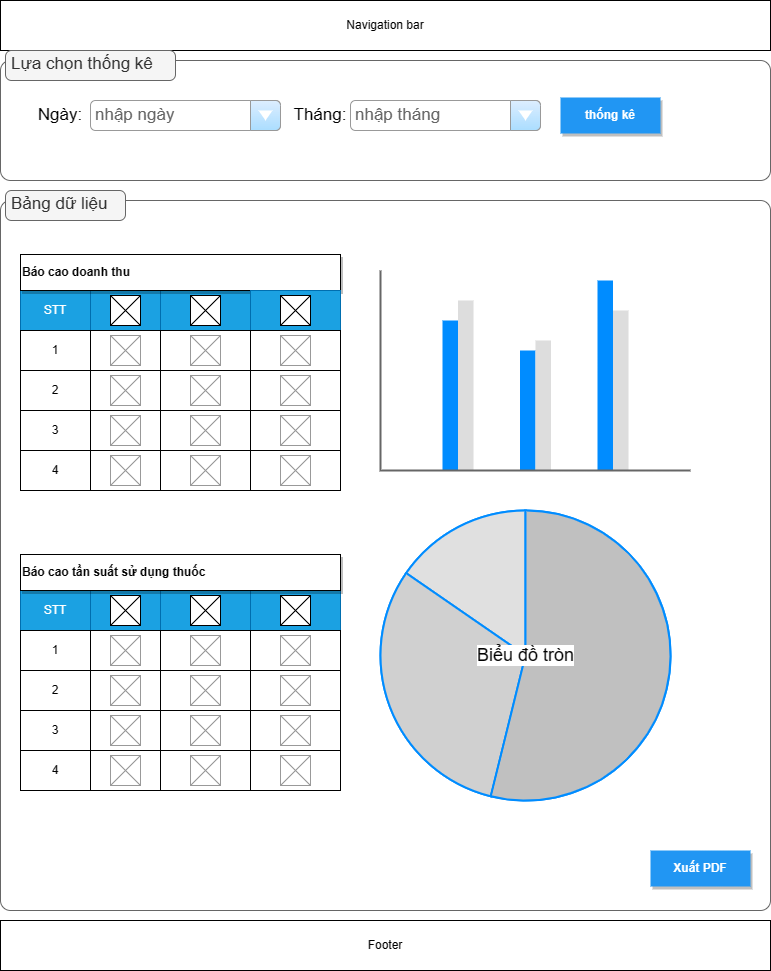 Navigation bar
Lựa chọn thống kê
Ngày: nhập ngày Tháng: nhập tháng thống kê
Bảng dữ liệu
Báo cao doanh thu
STT
1
2
3
4
Báo cao tần suất sử dụng thuốc
STT
1
2
3
4
Biểu đồ tròn
Xuất PDF
Footer